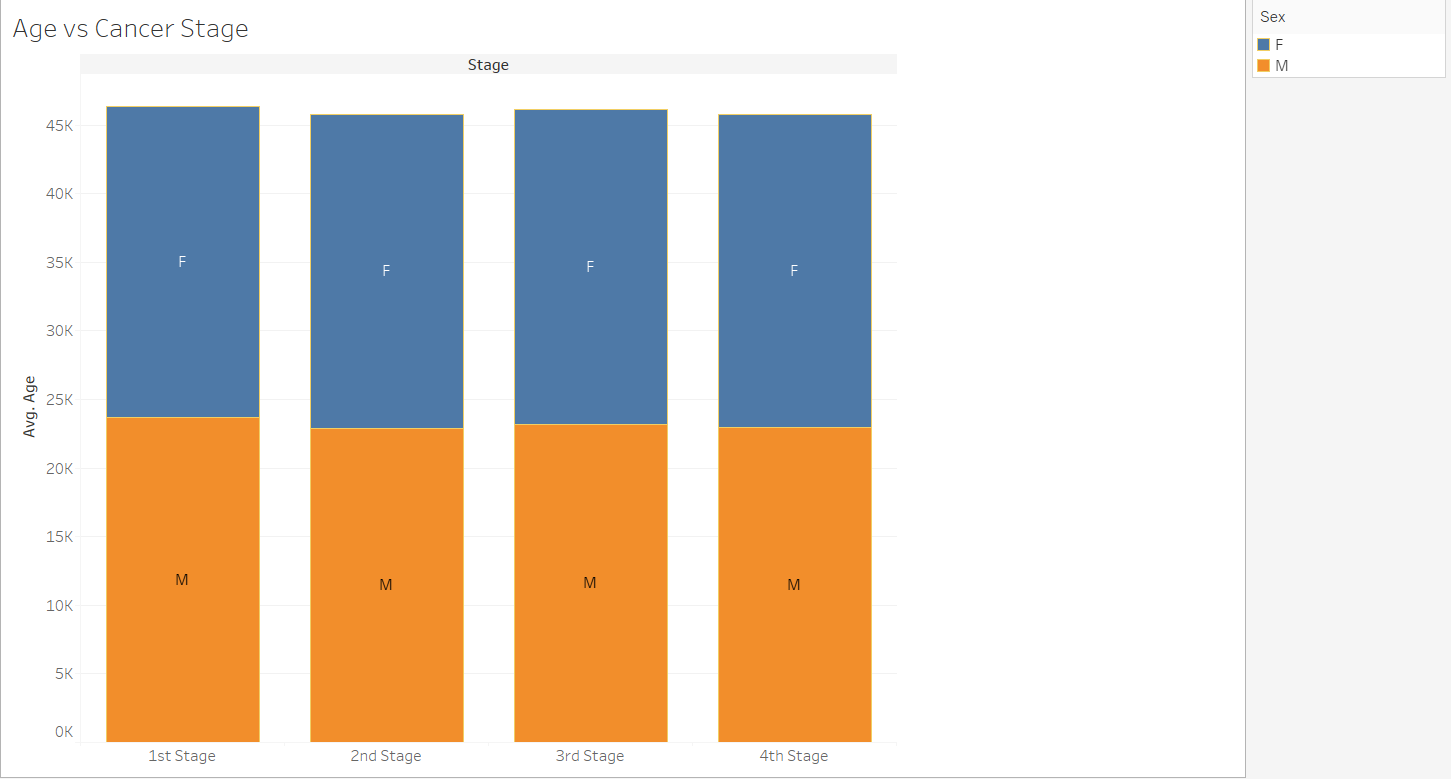 Age vs Cancer Stage
Sex
F
M
Stage
45K
40K
35K
30K
25K
20K
15K
10K
5K
0K
Avg. Age
F
F
F
F
M
M
M
M
1st Stage
2nd Stage
3rd Stage
4th Stage